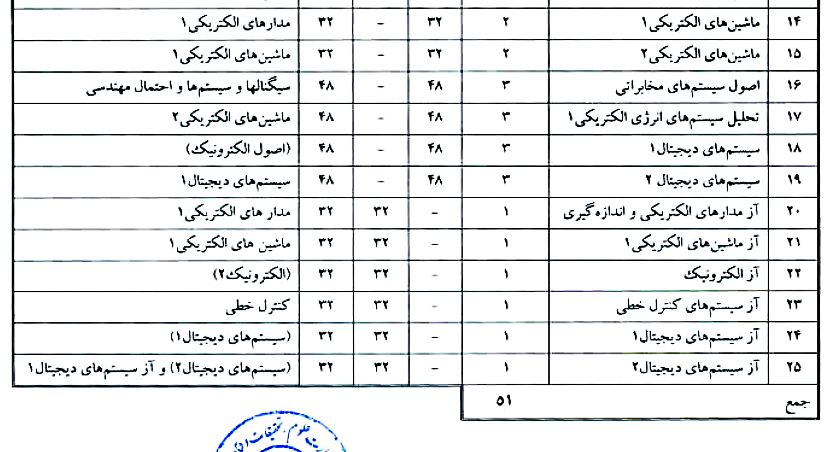 ۱۴ ماشین‌های الکتریکی۱ ۲ ۳۲ - ۳۲ مدارهای الکتریکی۱
۱۵ ماشین‌های الکتریکی۲ ۲ ۳۲ - ۳۲ ماشین‌های الکتریکی۱
۱۶ اصول سیستم‌های مخابراتی ۳ ۴۸ - ۴۸ سیگنالها و سیستم‌ها و احتمال مهندسی
۱۷ تحلیل سیستم‌های انرژی الکتریکی۱ ۳ ۴۸ - ۴۸ ماشین‌های الکتریکی۲
۱۸ سیستم‌های دیجیتال۱ ۳ ۴۸ - ۴۸ (اصول الکترونیک)
۱۹ سیستم‌های دیجیتال ۲ ۳ ۴۸ - ۴۸ سیستم‌های دیجیتال۱
۲۰ آز مدارهای الکتریکی و اندازه‌گیری ۱ - ۳۲ ۳۲ مدار های الکتریکی۱
۲۱ آز ماشین‌های الکتریکی۱ ۱ - ۳۲ ۳۲ ماشین های الکتریکی۱
۲۲ آز الکترونیک ۱ - ۳۲ ۳۲ (الکترونیک۲)
۲۳ آز سیستم‌های کنترل خطی ۱ - ۳۲ ۳۲ کنترل خطی
۲۴ آز سیستم‌های دیجیتال۱ ۱ - ۳۲ ۳۲ (سیستم‌های دیجیتال۱)
۲۵ آز سیستم‌های دیجیتال۲ ۱ - ۳۲ ۳۲ (سیستم‌های دیجیتال۲) و آز سیستم‌های دیجیتال۱
جمع ۵۱
علوم تحقیقات